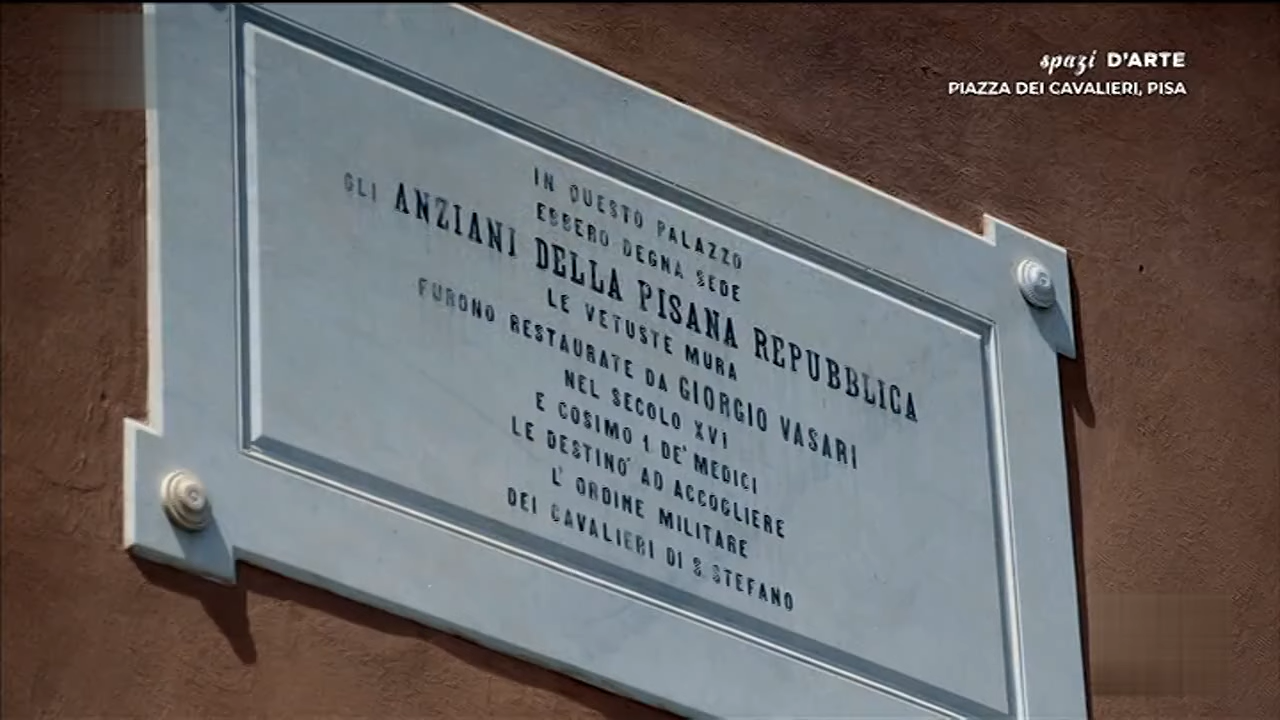 spazi D'ARTE
PIAZZA DEI CAVALIERI, PISA
IN QUESTO PALAZZO
EBBERO DEGNA SEDE
GLI ANZIANI DELLA PISANA REPUBBLICA
LE VETUSTE MURA
FURONO RESTAURATE DA GIORGIO VASARI
NEL SECOLO XVI
E COSIMO I DE' MEDICI
LE DESTINO' AD ACCOGLIERE
L' ORDINE MILITARE
DEI CAVALIERI DI S. STEFANO